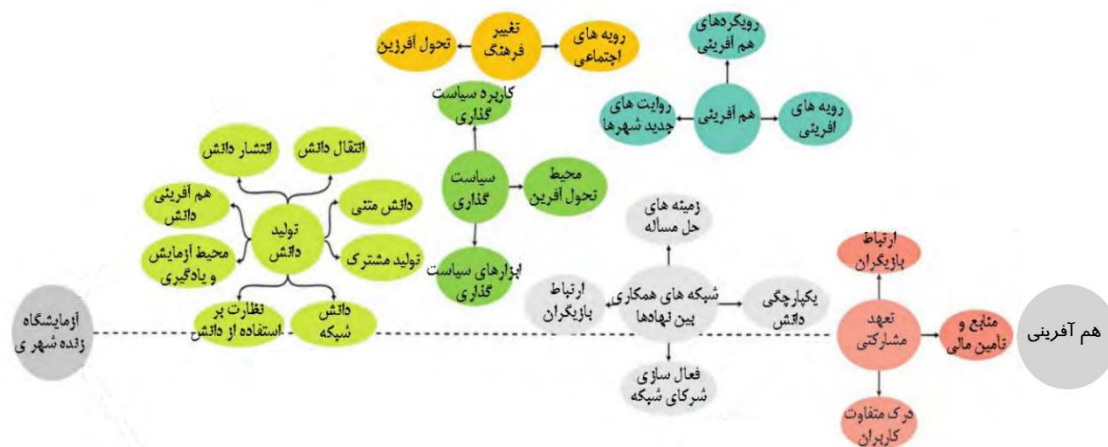 تغییر
فرهنگ
تحول آفرزین
رویه های
اجتماعی
رویکردهای
هم آفرینی
هم آفرینی
روایت های
جدید شهرها
رویه های
افرینی
کاربرد سیاست
گذاری
سیاست
گذاری
محیط
تحول آفرین
ابزارهای سیاست
گذاری
انتقال دانش
انتشار دانش
دانش متنی
هم آفرینی
دانش
تولید
دانش
تولید مشترک
محیط آزمایش
و یادگیری
دانش
شبکه
نظارت بر
استفاده از دانش
زمینه های
حل مسأله
شبکه های همکاری
بین نهادها
ارتباط
بازیگران
یکپارچگی
دانش
فعال سازی
شرکای شبکه
ارتباط
بازیگران
تعهد
مشارکتی
منابع و
تأمین مالی
درک متفاوت
کاربران
هم آفرینی
آزمایشگاه
زنده شهر ی